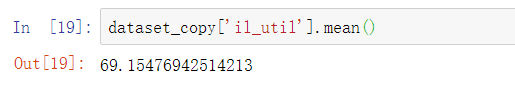 In [19]: dataset_copy['il_util'].mean()
Out[19]: 69.15476942514213